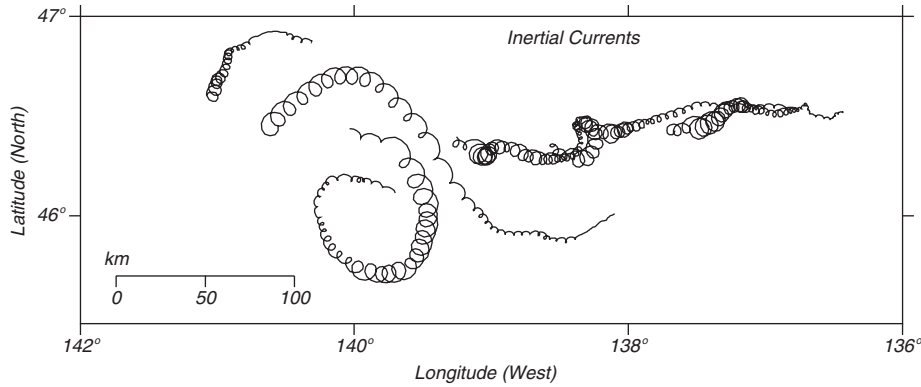 47°
Inertial Currents
Latitude (North)
46°
km
0 50 100
142° 140° 138° 136°
Longitude (West)